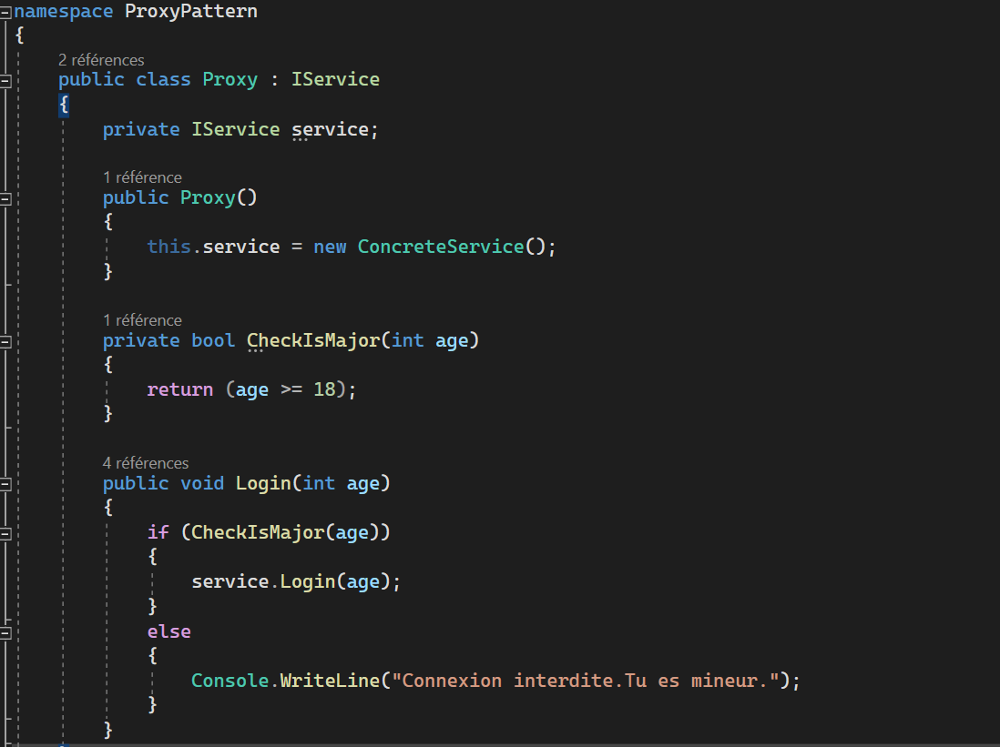 namespace ProxyPattern
{
2 références
public class Proxy : IService
{
private IService service;
1 référence
public Proxy()
{
this.service = new ConcreteService();
}
1 référence
private bool CheckIsMajor(int age)
{
return (age >= 18);
}
4 références
public void Login(int age)
{
if (CheckIsMajor(age))
{
service.Login(age);
}
else
{
Console.WriteLine("Connexion interdite.Tu es mineur.");
}
}